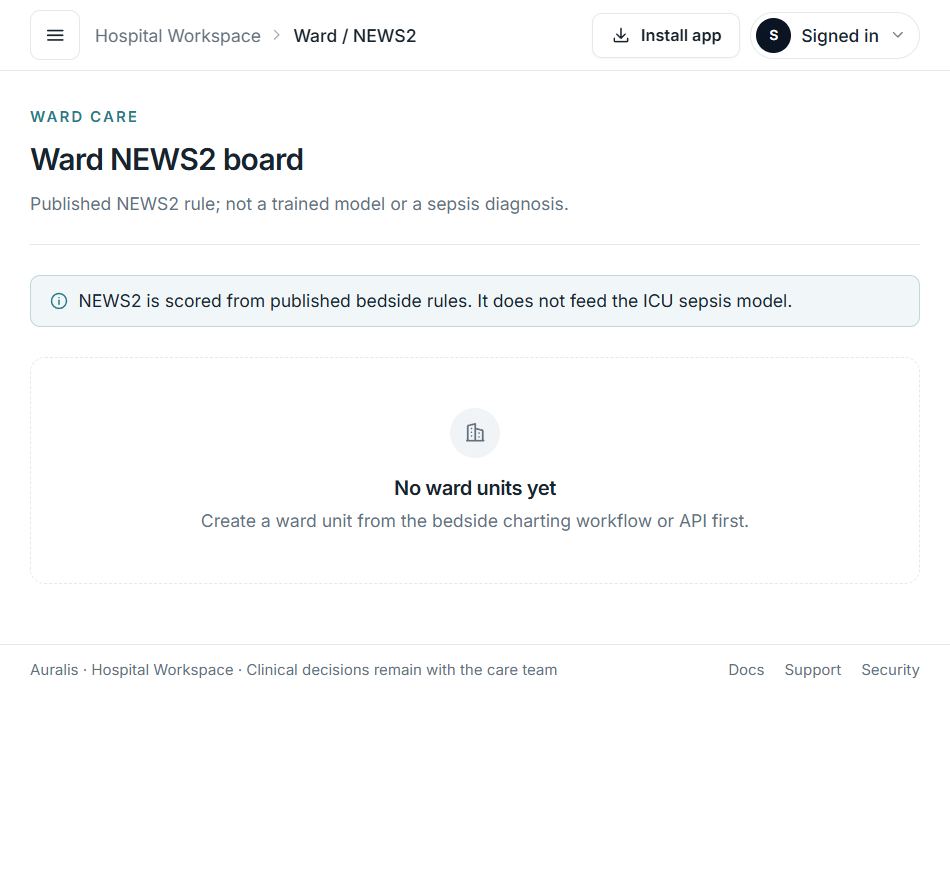 Hospital Workspace > Ward / NEWS2
Install app
S
Signed in
WARD CARE
Ward NEWS2 board
Published NEWS2 rule; not a trained model or a sepsis diagnosis.
NEWS2 is scored from published bedside rules. It does not feed the ICU sepsis model.
No ward units yet
Create a ward unit from the bedside charting workflow or API first.
Auralis · Hospital Workspace · Clinical decisions remain with the care team
Docs
Support
Security